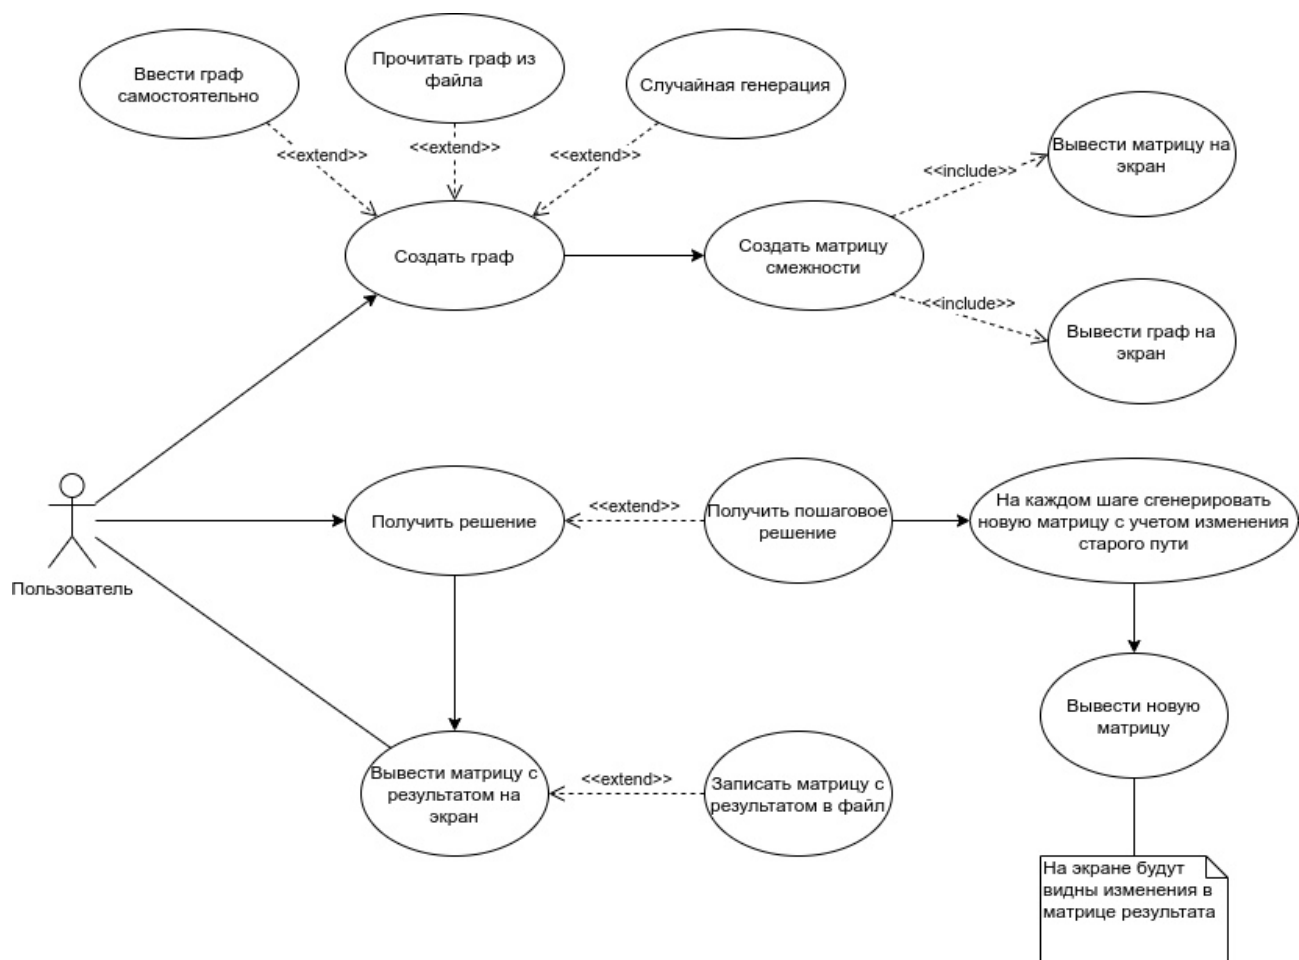 Ввести граф
самостоятельно
Прочитать граф из
файла
Случайная генерация
<<extend>>
<<extend>>
<<extend>>
Вывести матрицу на
экран
<<include>>
Создать граф
Создать матрицу
смежности
<<include>>
Вывести граф на
экран
Пользователь
Получить решение
<<extend>>
Получить пошаговое
решение
На каждом шаге сгенерировать
новую матрицу с учетом изменения
старого пути
Вывести новую
матрицу
Вывести матрицу с
результатом на
экран
<<extend>>
Записать матрицу с
результатом в файл
На экране будут
видны изменения в
матрице результата